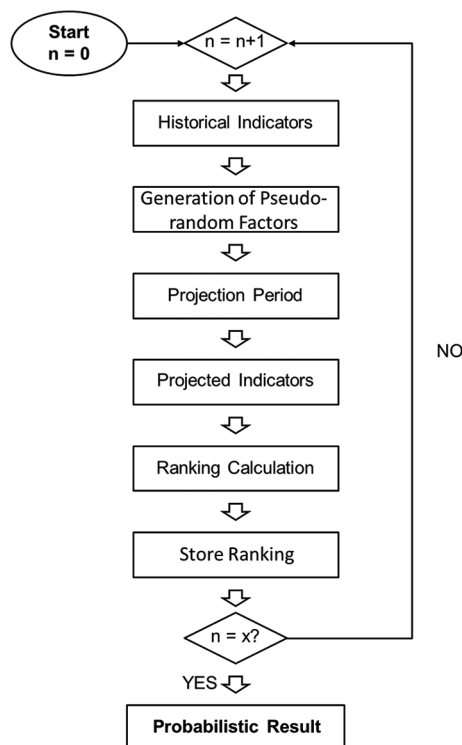 Start
n = 0
n = n+1
Historical Indicators
Generation of Pseudo-
random Factors
Projection Period
Projected Indicators
NO
Ranking Calculation
Store Ranking
n = x?
YES
Probabilistic Result